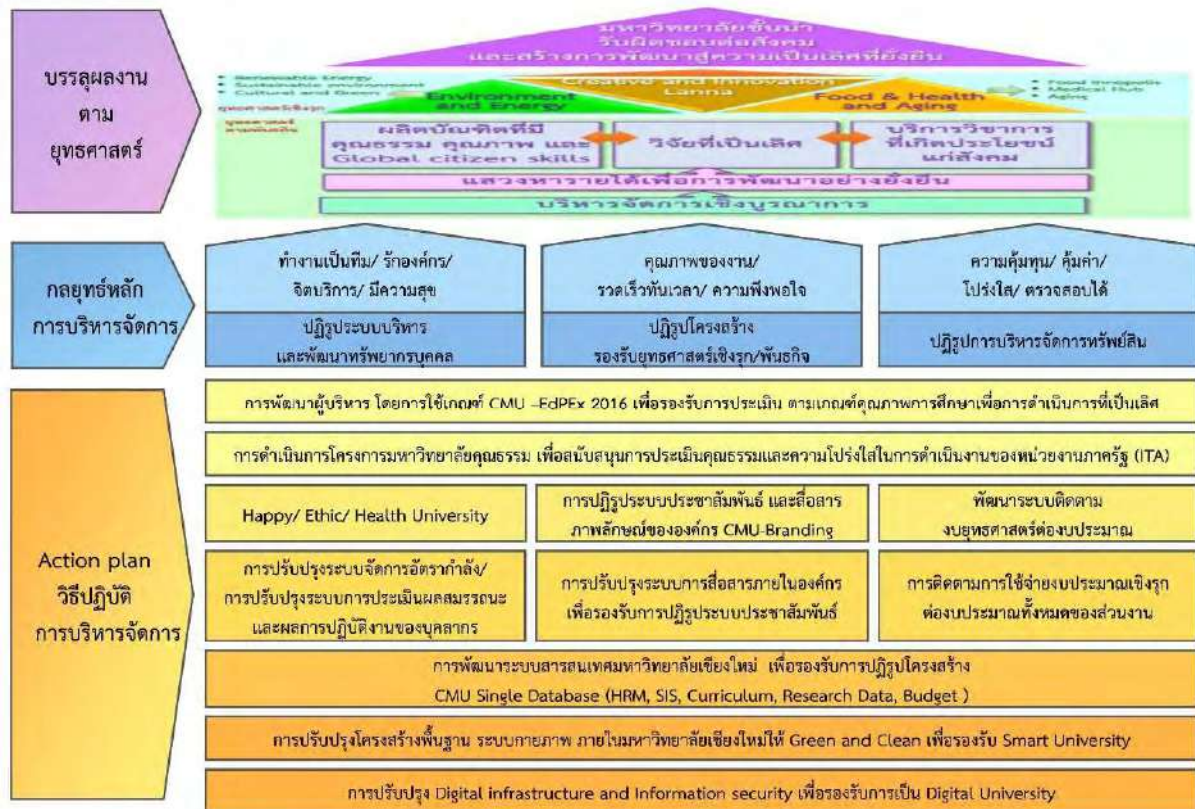 บรรลุผลงาน
ตาม
ยุทธศาสตร์
มหาวิทยาลัยชั้นนำ
รับผิดชอบต่อสังคม
และสร้างการพัฒนาสู่ความเป็นเลิศที่ยั่งยืน
• Renewable Energy
• Sustainable environment
• Cultural and Green
ยุทธศาสตร์เชิงรุก
Environment
and Energy
Creative and Innovation
Lanna
Food & Health
and Aging
• Medical Hub
• Aging
ยุทธศาสตร์
ตามพันธกิจ
ผลิตบัณฑิตที่มี
คุณธรรม คุณภาพ และ
Global citizen skills
วิจัยที่เป็นเลิศ
บริการวิชาการ
ที่เกิดประโยชน์
แก่สังคม
แสวงหารายได้เพื่อการพัฒนาอย่างยั่งยืน
บริหารจัดการเชิงบูรณาการ
กลยุทธ์หลัก
การบริหารจัดการ
ทำงานเป็นทีม/ รักองค์กร/
จิตบริการ/ มีความสุข
ปฏิรูประบบบริหาร
และพัฒนาทรัพยากรบุคคล
คุณภาพของงาน/
รวดเร็วทันเวลา/ ความพึงพอใจ
ปฏิรูปโครงสร้าง
รองรับยุทธศาสตร์เชิงรุก/พันธกิจ
ความคุ้มทุน/ คุ้มค่า/
โปร่งใส/ ตรวจสอบได้
ปฏิรูปการบริหารจัดการทรัพย์สิน
Action plan
วิธีปฏิบัติ
การบริหารจัดการ
การพัฒนาผู้บริหาร โดยการใช้เกณฑ์ CMU –EdPEx 2016 เพื่อรองรับการประเมิน ตามเกณฑ์คุณภาพการศึกษาเพื่อการดำเนินการที่เป็นเลิศ
การดำเนินการโครงการมหาวิทยาลัยคุณธรรม เพื่อสนับสนุนการประเมินคุณธรรมและความโปร่งใสในการดำเนินงานของหน่วยงานภาครัฐ (ITA)
Happy/ Ethic/ Health University
การปฏิรูประบบประชาสัมพันธ์ และสื่อสาร
ภาพลักษณ์ขององค์กร CMU-Branding
พัฒนาระบบติดตาม
งบยุทธศาสตร์ต่องบประมาณ
การปรับปรุงระบบจัดการอัตรากำลัง/
การปรับปรุงระบบการประเมินผลสมรรถนะ
และผลการปฏิบัติงานของบุคลากร
การปรับปรุงระบบการสื่อสารภายในองค์กร
เพื่อรองรับการปฏิรูประบบประชาสัมพันธ์
การติดตามการใช้จ่ายงบประมาณเชิงรุก
ต่องบประมาณทั้งหมดของส่วนงาน
การพัฒนาระบบสารสนเทศมหาวิทยาลัยเชียงใหม่ เพื่อรองรับการปฏิรูปโครงสร้าง
CMU Single Database (HRM, SIS, Curriculum, Research Data, Budget )
การปรับปรุงโครงสร้างพื้นฐาน ระบบกายภาพ ภายในมหาวิทยาลัยเชียงใหม่ให้ Green and Clean เพื่อรองรับ Smart University
การปรับปรุง Digital infrastructure and Information security เพื่อรองรับการเป็น Digital University